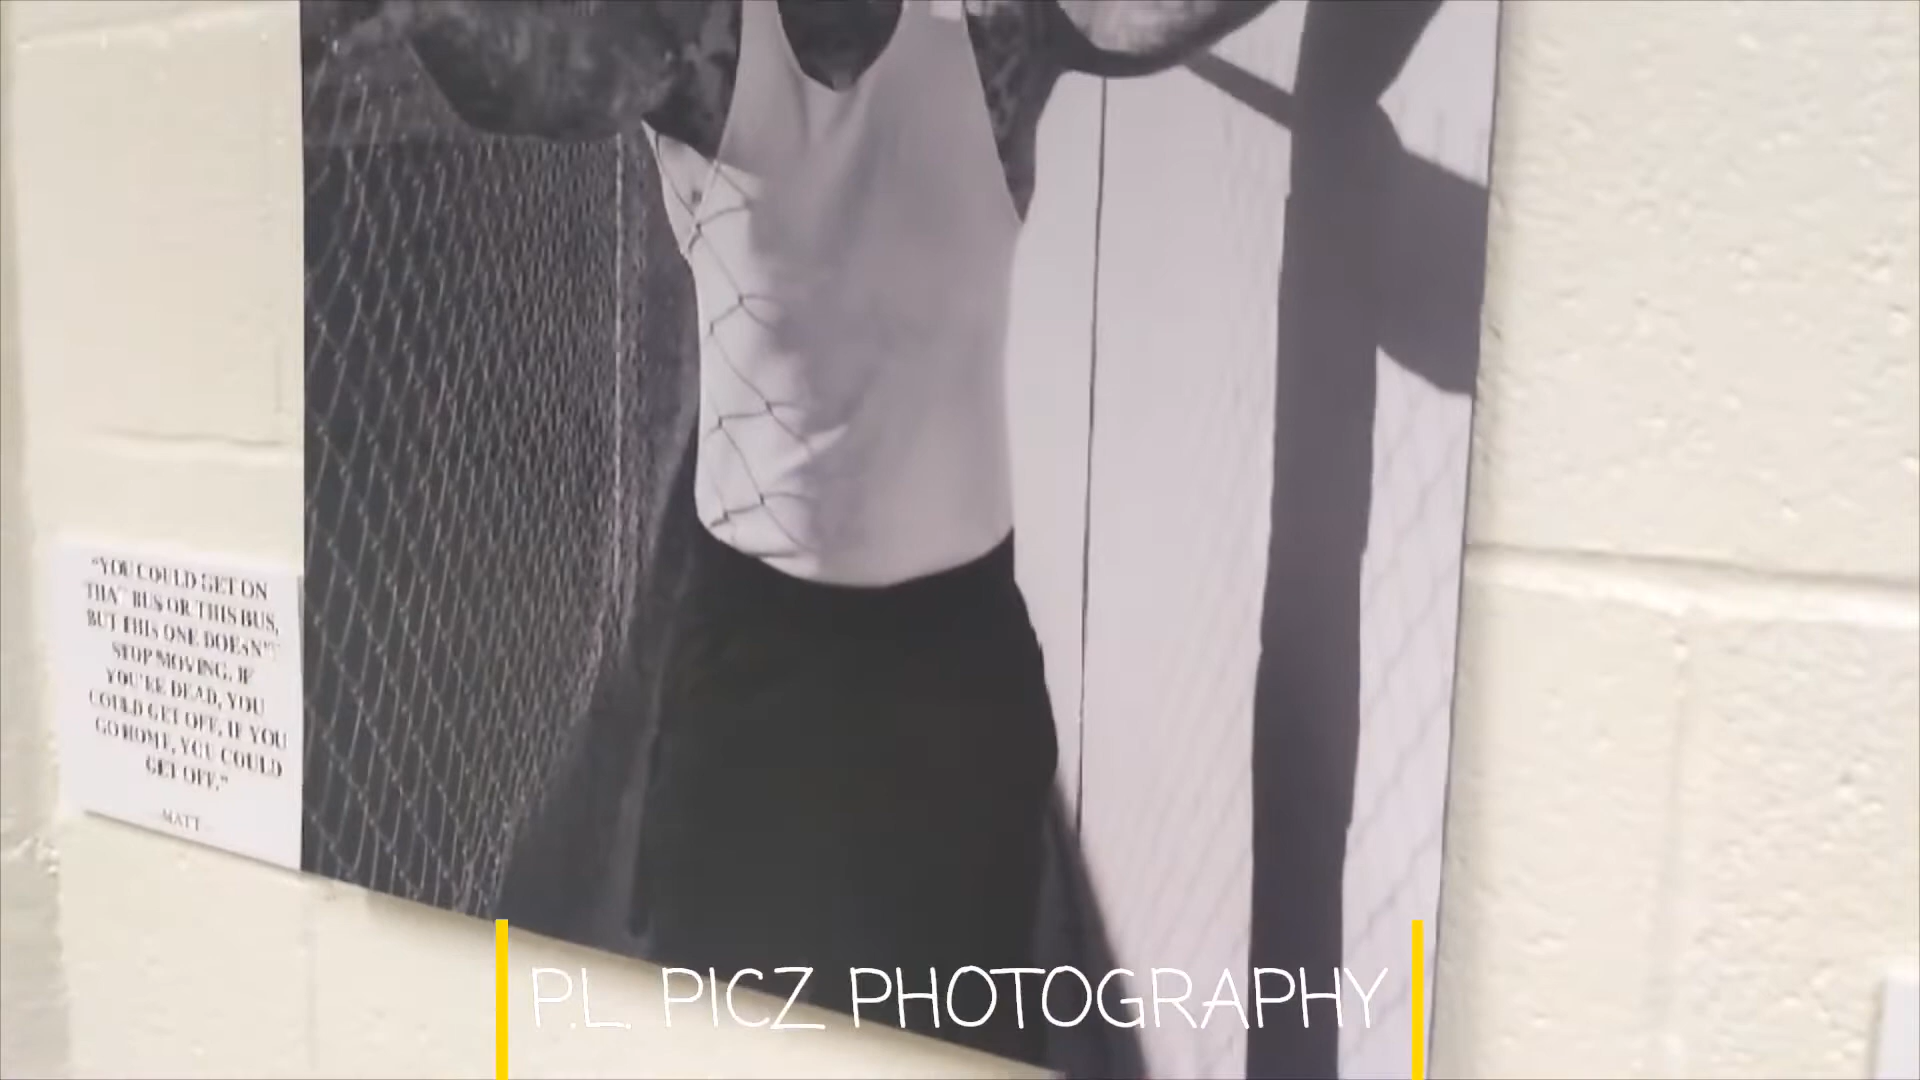 "YOU COULD GET ON
THAT BUS OR THIS BUS,
BUT THIS ONE DOESN'T
STOP MOVING. IF
YOU'RE DEAD, YOU
COULD GET OFF. IF YOU
GO HOME, YOU COULD
GET OFF."
-MATT-
P.L. PICZ PHOTOGRAPHY